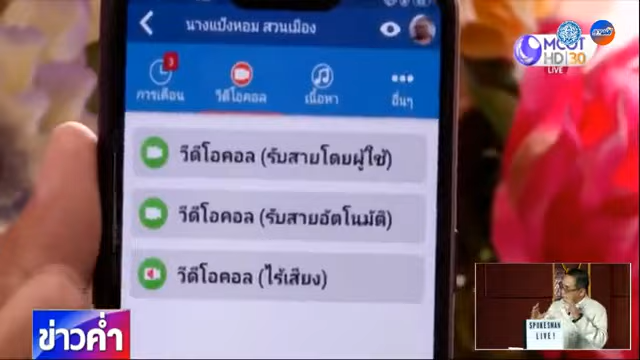 นางแป้งหอม สวนเมือง
MCOT
HD 30
LIVE
3
การเตือน
วีดีโอคอล
เนื้อหา
อื่นๆ
วีดีโอคอล (รับสายโดยผู้ใช้)
วีดีโอคอล (รับสายอัตโนมัติ)
วีดีโอคอล (ไร้เสียง)
ข่าวค่ำ
SPOKESMAN
LIVE!